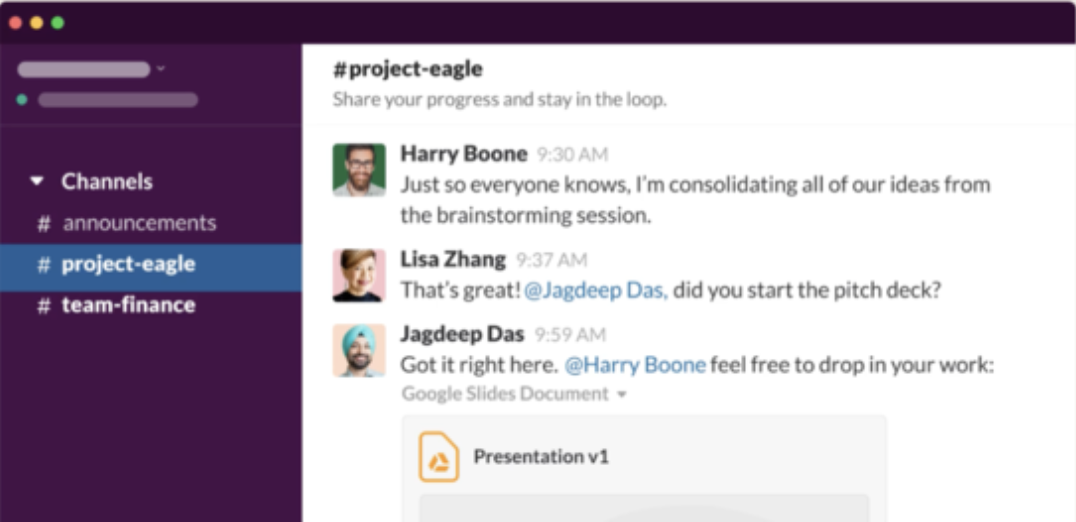 #project-eagle
Share your progress and stay in the loop.
Channels
# announcements
# project-eagle
# team-finance
Harry Boone 9:30 AM
Just so everyone knows, I'm consolidating all of our ideas from
the brainstorming session.
Lisa Zhang 9:37 AM
That's great! @Jagdeep Das, did you start the pitch deck?
Jagdeep Das 9:59 AM
Got it right here. @Harry Boone feel free to drop in your work:
Google Slides Document
Presentation v1